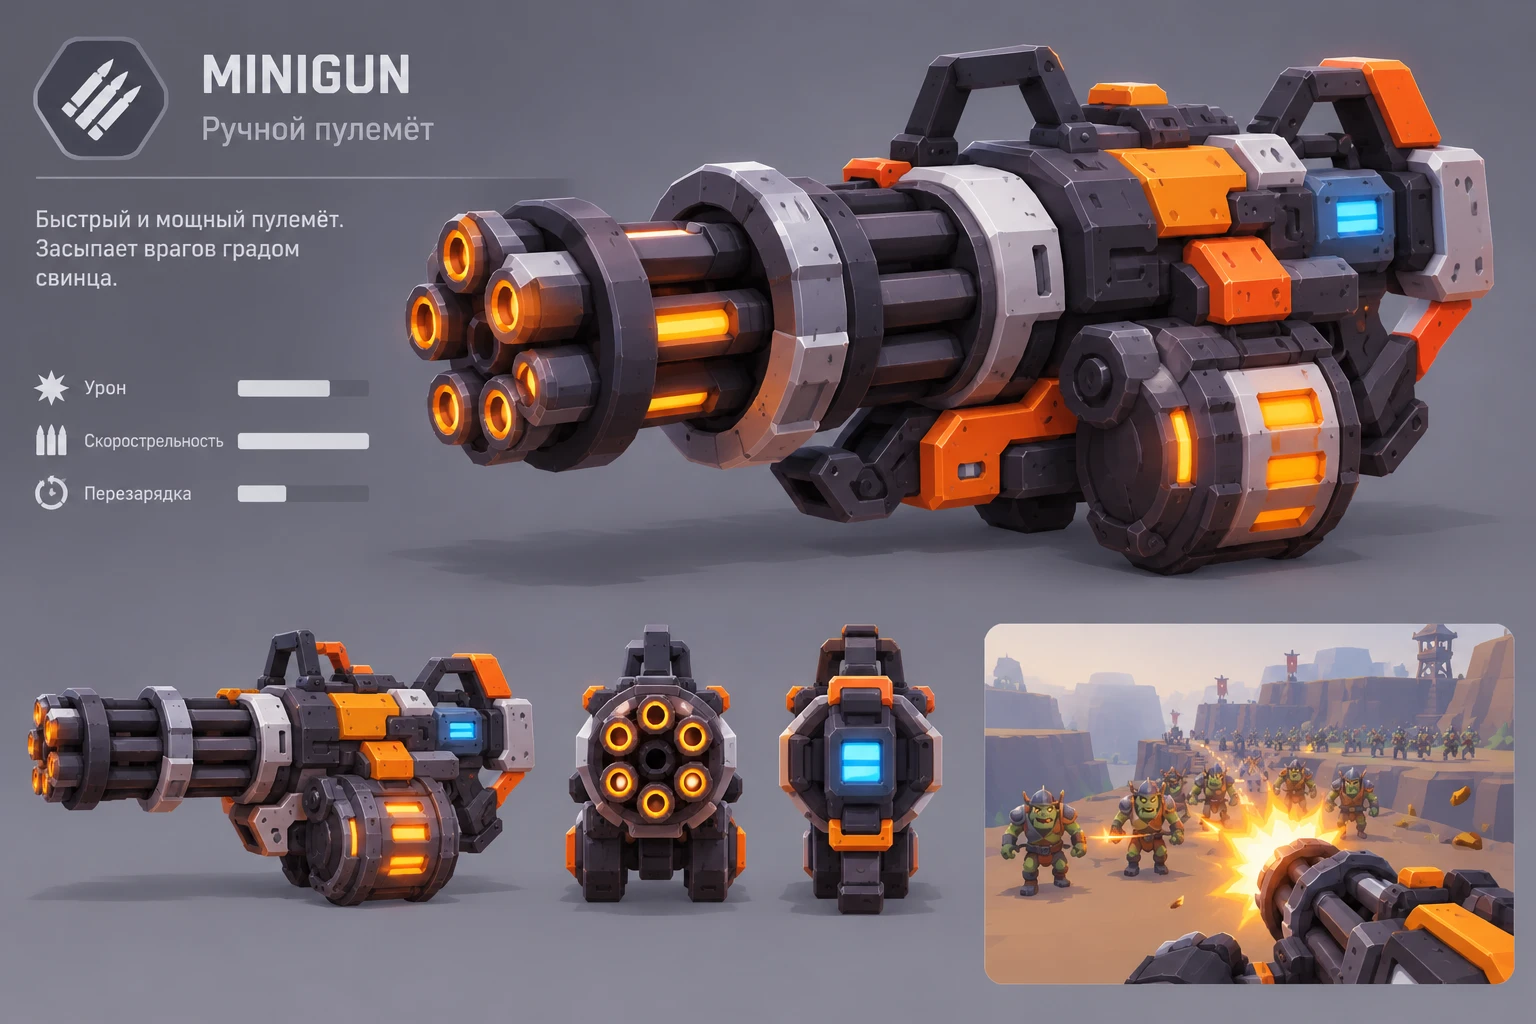 MINIGUN
Ручной пулемёт
Быстрый и мощный пулемёт.
Засыпает врагов градом
свинца.
Урон
Скорострельность
Перезарядка